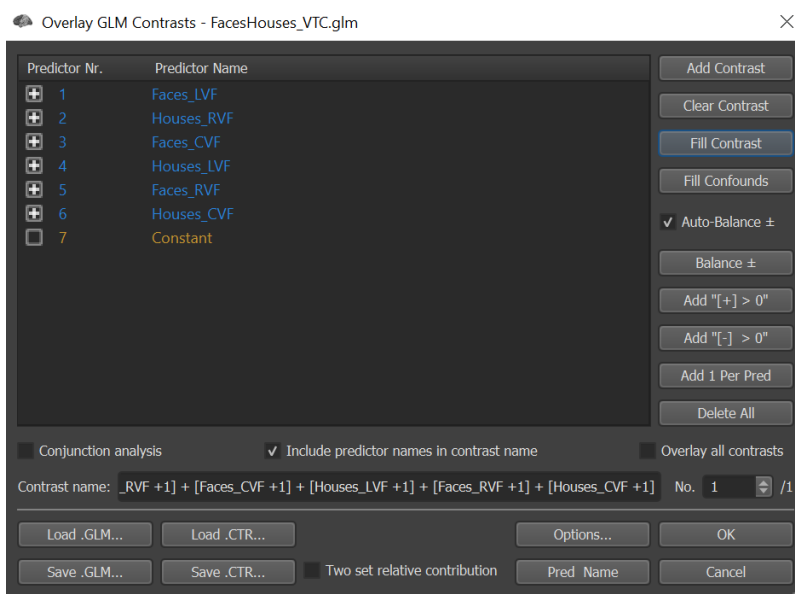 Overlay GLM Contrasts - FacesHouses_VTC.glm
Predictor Nr. Predictor Name
1 Faces_LVF
2 Houses_RVF
3 Faces_CVF
4 Houses_LVF
5 Faces_RVF
6 Houses_CVF
7 Constant
Add Contrast
Clear Contrast
Fill Contrast
Fill Confounds
Auto-Balance ±
Balance ±
Add "[+] > 0"
Add "[-] > 0"
Add 1 Per Pred
Delete All
Conjunction analysis Include predictor names in contrast name Overlay all contrasts
Contrast name: _RVF +1] + [Faces_CVF +1] + [Houses_LVF +1] + [Faces_RVF +1] + [Houses_CVF +1] No. 1 /1
Load .GLM... Load .CTR... Options... OK
Save .GLM... Save .CTR... Two set relative contribution Pred Name Cancel